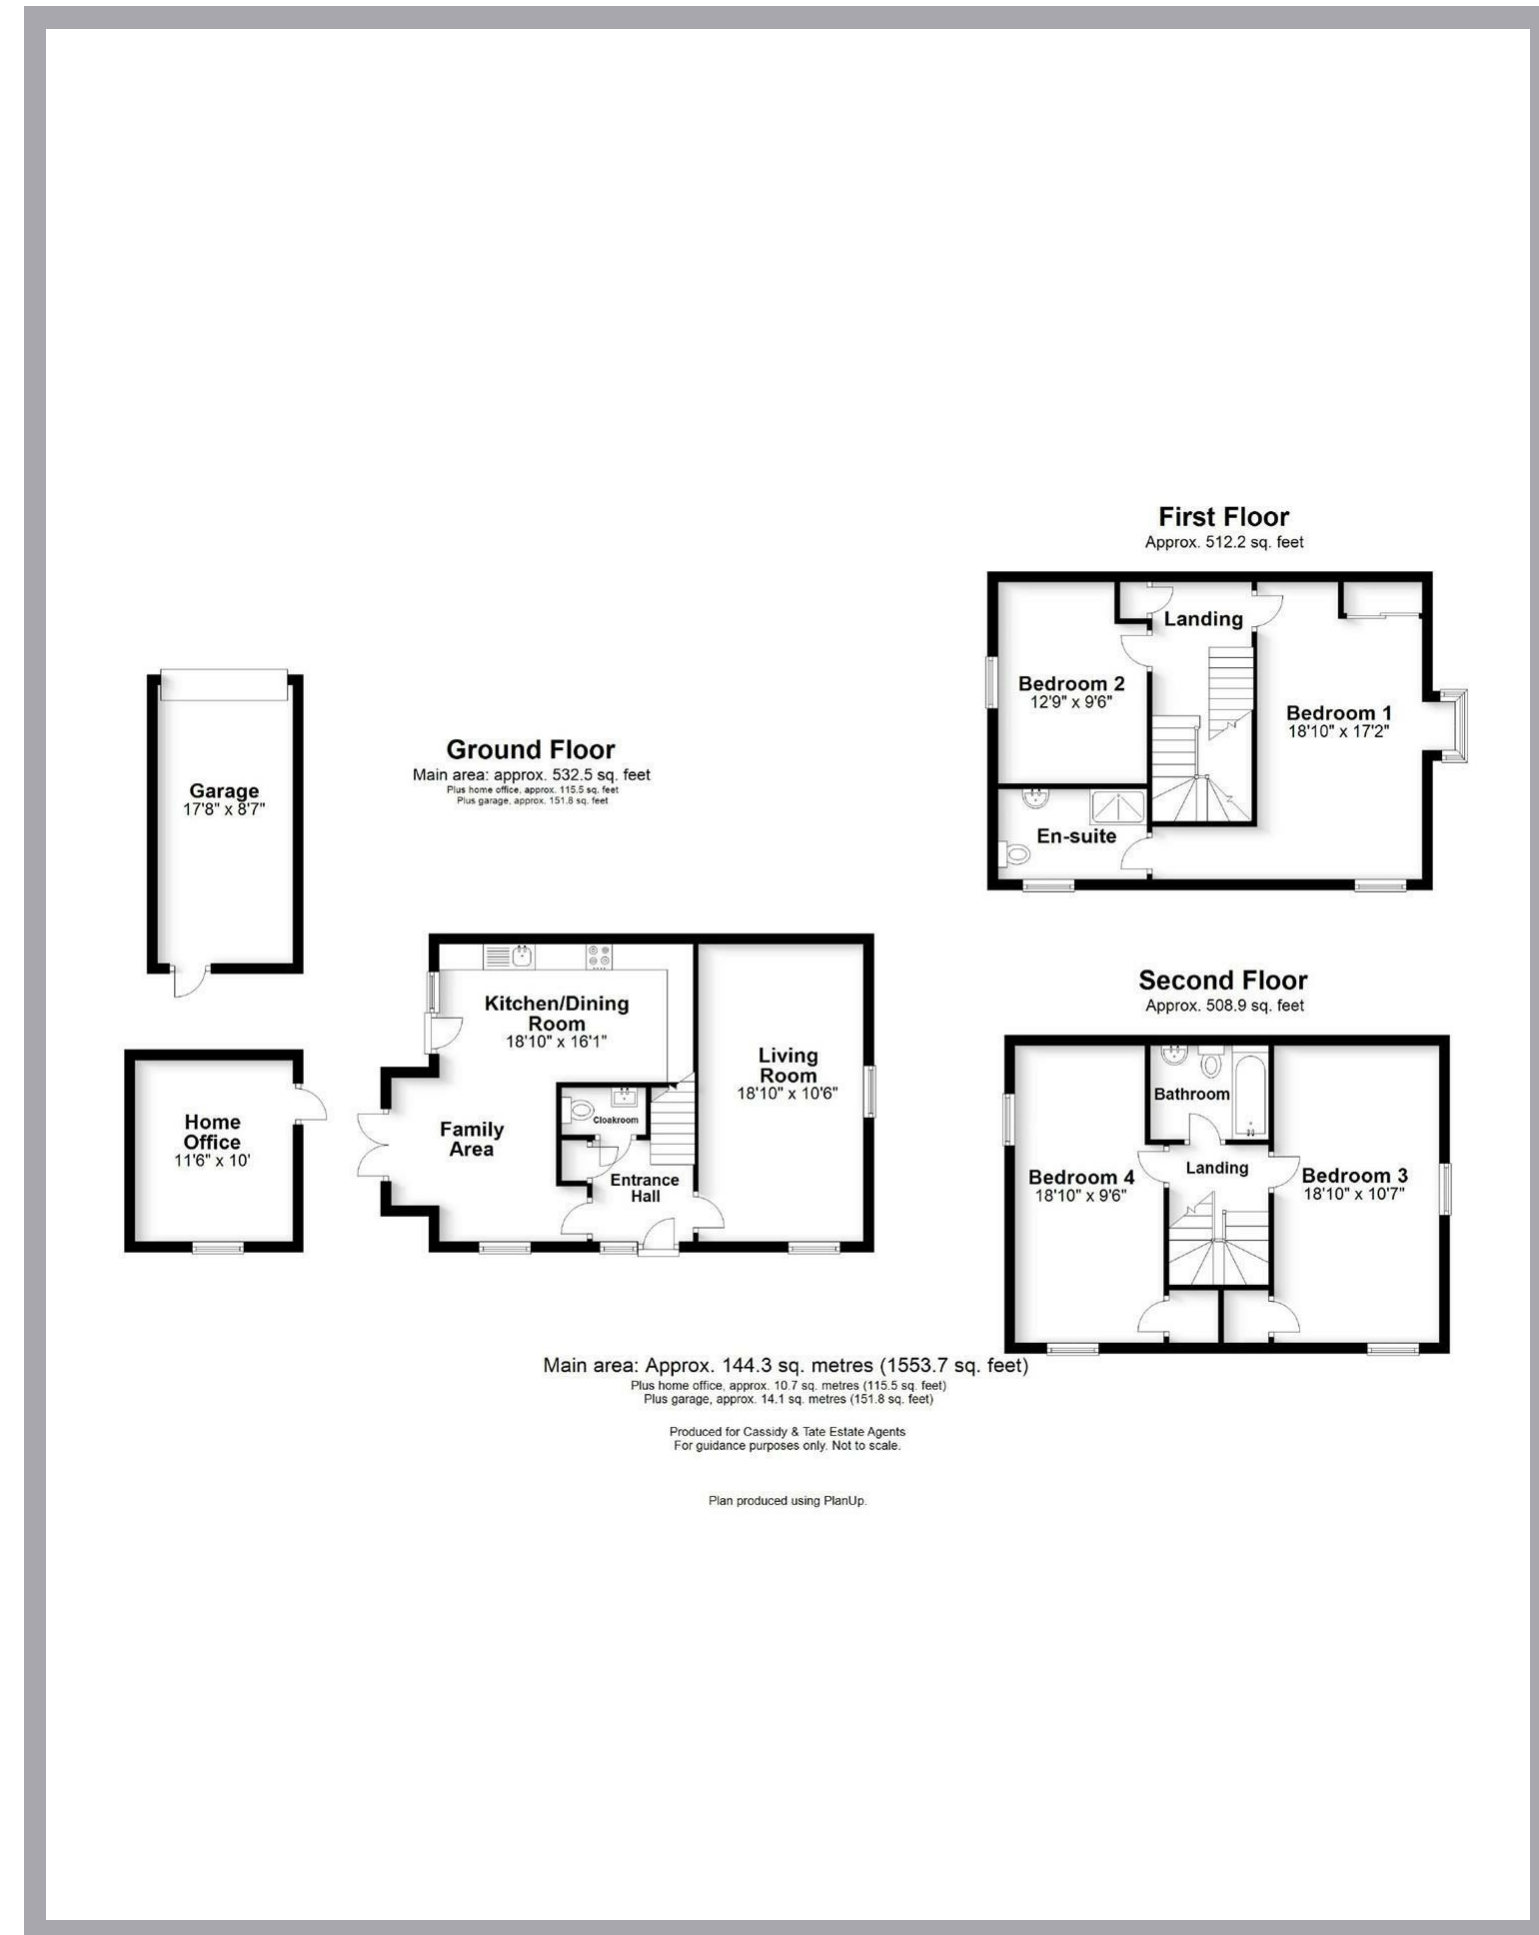 First Floor
Approx. 512.2 sq. feet
Landing
Bedroom 2
12'9" x 9'6"
Bedroom 1
18'10" x 17'2"
En-suite
Ground Floor
Main area: approx. 532.5 sq. feet
Plus home office, approx. 115.5 sq. feet
Plus garage, approx. 151.8 sq. feet
Garage
17'8" x 8'7"
Kitchen/Dining
Room
18'10" x 16'1"
Living
Room
18'10" x 10'6"
Home
Office
11'6" x 10'
Family
Area
Cloakroom
Entrance
Hall
Second Floor
Approx. 508.9 sq. feet
Bathroom
Landing
Bedroom 4
18'10" x 9'6"
Bedroom 3
18'10" x 10'7"
Main area: Approx. 144.3 sq. metres (1553.7 sq. feet)
Plus home office, approx. 10.7 sq. metres (115.5 sq. feet)
Plus garage, approx. 14.1 sq. metres (151.8 sq. feet)
Produced for Cassidy & Tate Estate Agents
For guidance purposes only. Not to scale.
Plan produced using PlanUp.